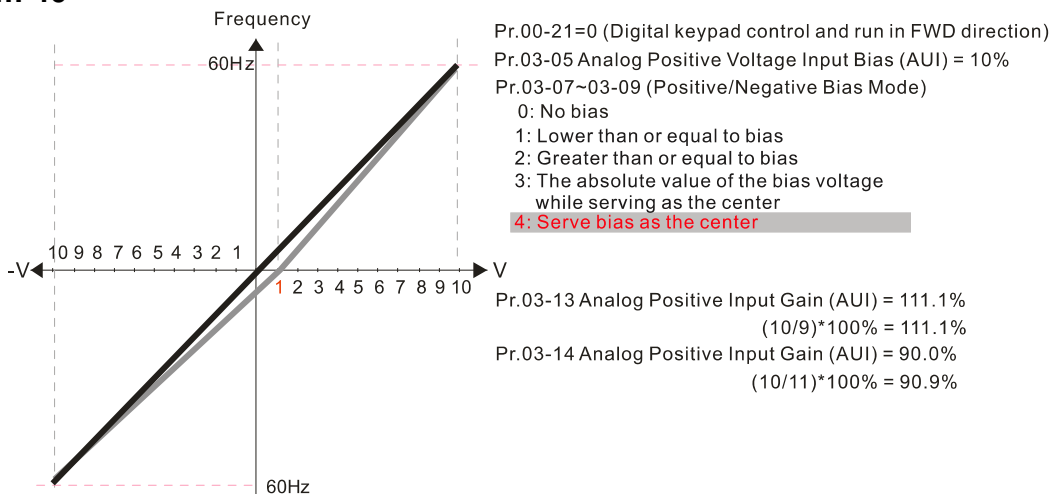 Frequency
60Hz
-V
10 9 8 7 6 5 4 3 2 1
1 2 3 4 5 6 7 8 9 10
V
60Hz
Pr.00-21=0 (Digital keypad control and run in FWD direction)
Pr.03-05 Analog Positive Voltage Input Bias (AUI) = 10%
Pr.03-07~03-09 (Positive/Negative Bias Mode)
0: No bias
1: Lower than or equal to bias
2: Greater than or equal to bias
3: The absolute value of the bias voltage
while serving as the center
4: Serve bias as the center
Pr.03-13 Analog Positive Input Gain (AUI) = 111.1%
(10/9)*100% = 111.1%
Pr.03-14 Analog Positive Input Gain (AUI) = 90.0%
(10/11)*100% = 90.9%